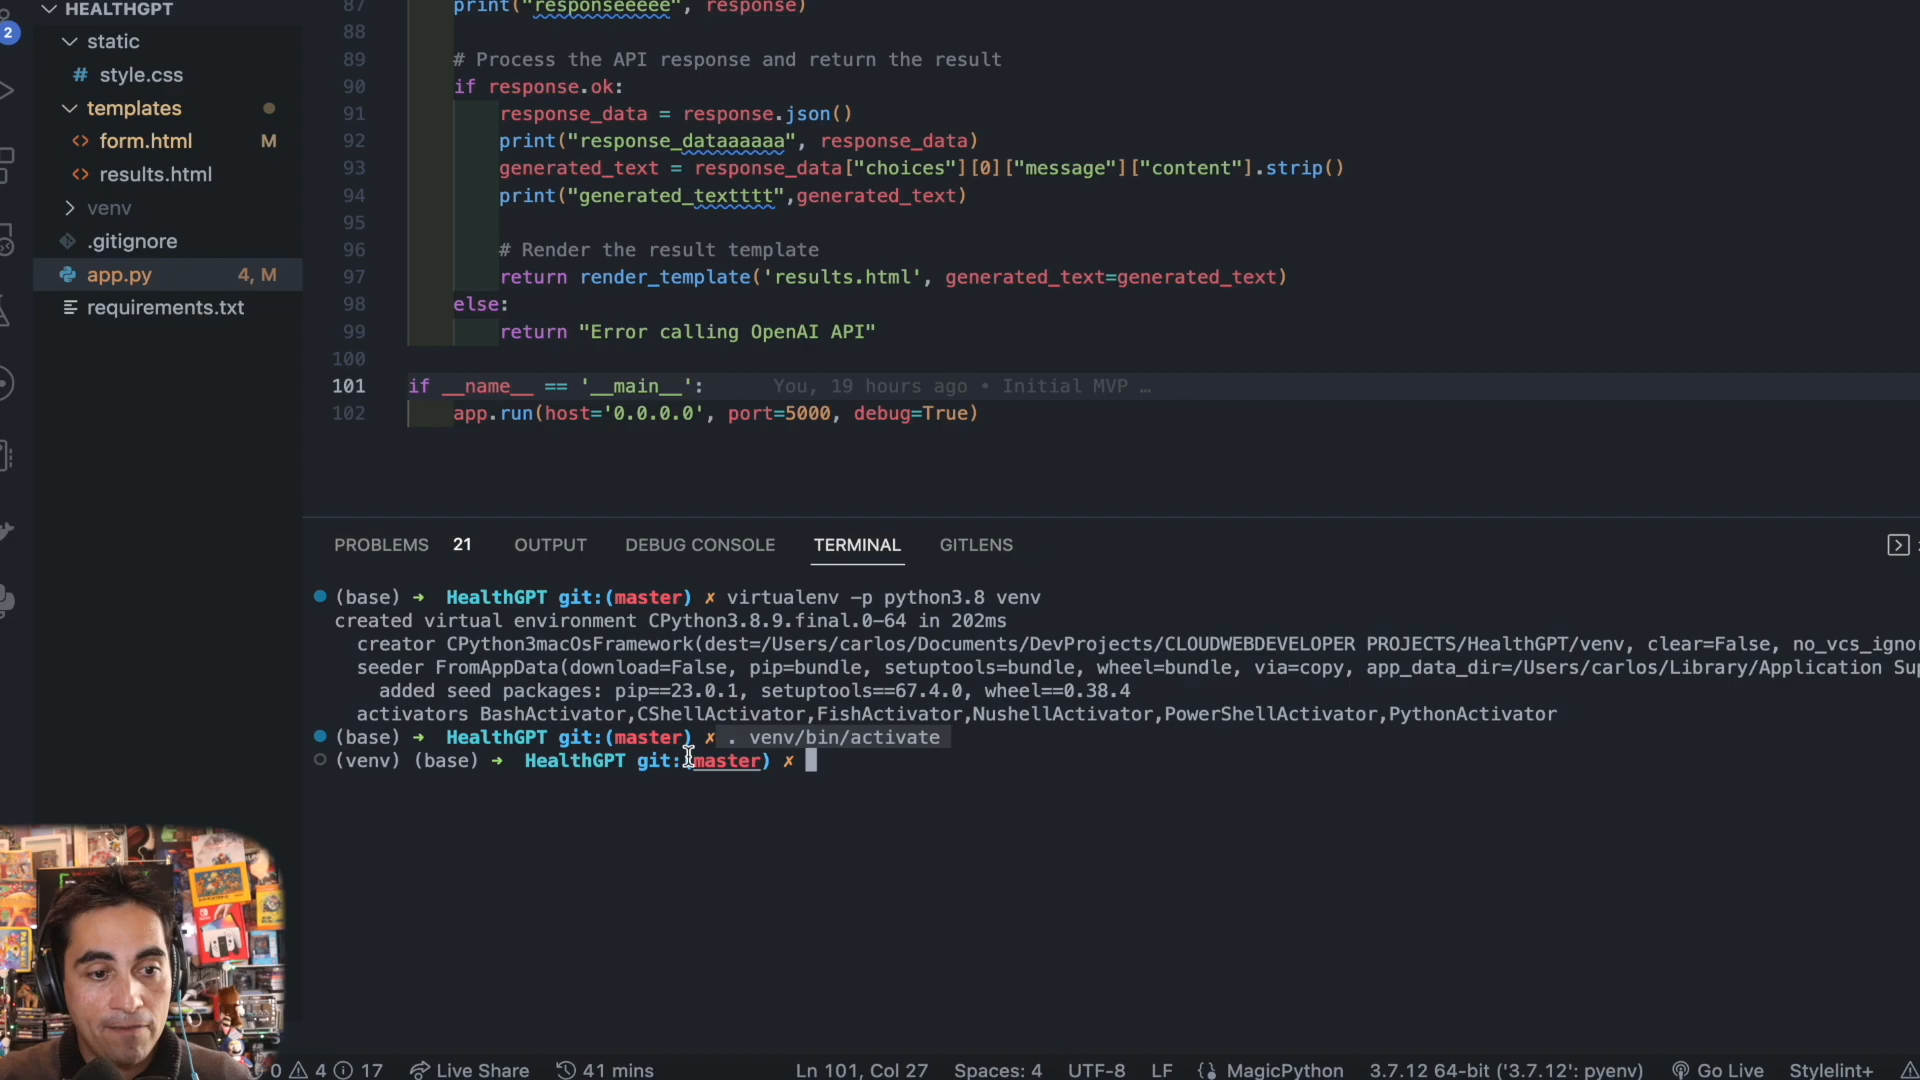 HEALTHGPT
2
static
# style.css
templates
<> form.html M
<> results.html
venv
.gitignore
app.py 4, M
requirements.txt
87 print("responseeeee", response)
88
89 # Process the API response and return the result
90 if response.ok:
91 response_data = response.json()
92 print("response_dataaaaaa", response_data)
93 generated_text = response_data["choices"][0]["message"]["content"].strip()
94 print("generated_textttt",generated_text)
95
96 # Render the result template
97 return render_template('results.html', generated_text=generated_text)
98 else:
99 return "Error calling OpenAI API"
100
101 if __name__ == '__main__': You, 19 hours ago • Initial MVP …
102 app.run(host='0.0.0.0', port=5000, debug=True)
PROBLEMS 21 OUTPUT DEBUG CONSOLE TERMINAL GITLENS
(base) ➜ HealthGPT git:(master) ✗ virtualenv -p python3.8 venv
created virtual environment CPython3.8.9.final.0-64 in 202ms
creator CPython3macOsFramework(dest=/Users/carlos/Documents/DevProjects/CLOUDWEBDEVELOPER PROJECTS/HealthGPT/venv, clear=False, no_vcs_igno
seeder FromAppData(download=False, pip=bundle, setuptools=bundle, wheel=bundle, via=copy, app_data_dir=/Users/carlos/Library/Application Su
added seed packages: pip==23.0.1, setuptools==67.4.0, wheel==0.38.4
activators BashActivator,CShellActivator,FishActivator,NushellActivator,PowerShellActivator,PythonActivator
(base) ➜ HealthGPT git:(master) ✗ . venv/bin/activate
(venv) (base) ➜ HealthGPT git:(master) ✗
0 4 17 Live Share 41 mins Ln 101, Col 27 Spaces: 4 UTF-8 LF MagicPython 3.7.12 64-bit ('3.7.12': pyenv) Go Live Stylelint+